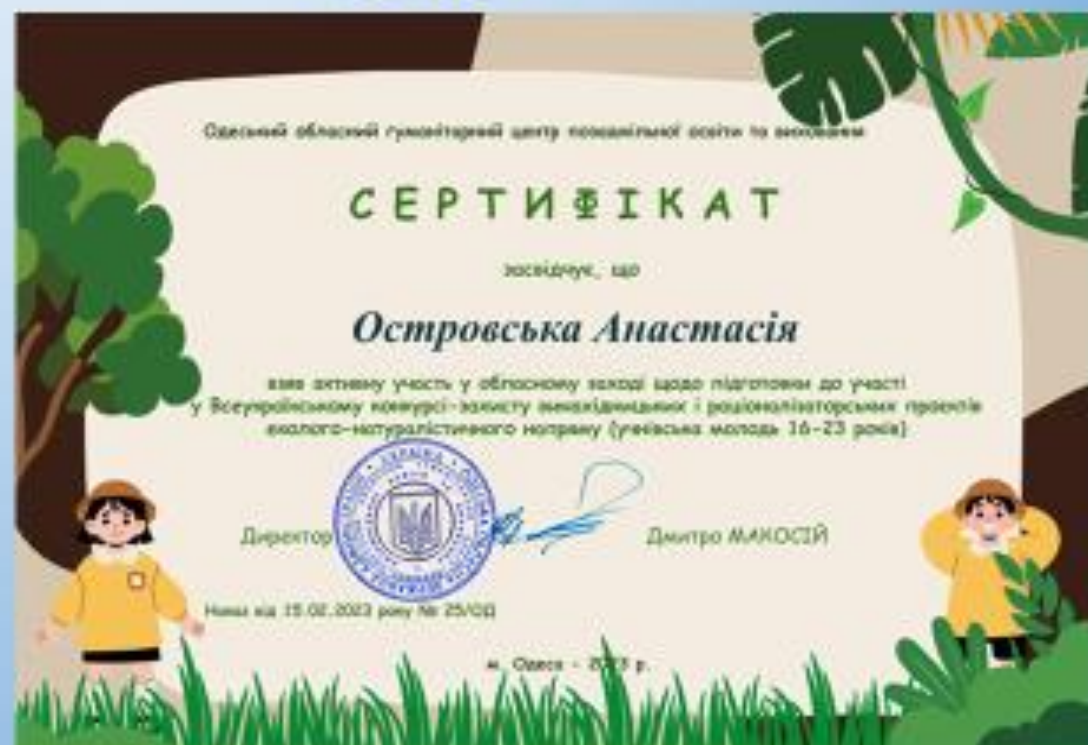 Одеський обласний гуманітарний центр позашкільної освіти та виховання
СЕРТИФІКАТ
засвідчує, що
Островська Анастасія
взяв активну участь у обласному заході щодо підготовки до участі
у Всеукраїнському конкурсі-захисту винахідницьких і раціоналізаторських проектів
еколого-натуралістичного напряму (учнівська молодь 16-23 років)
Директор
Дмитро МАКОСІЙ
Наказ від 15.02.2023 року № 25/ОД
м. Одеса - 2023 р.